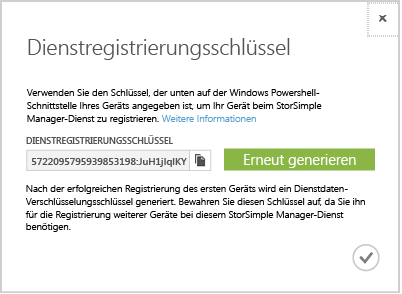 Dienstregistrierungsschlüssel
Verwenden Sie den Schlüssel, der unten auf der Windows Powershell-
Schnittstelle Ihres Geräts angegeben ist, um Ihr Gerät beim StorSimple
Manager-Dienst zu registrieren. Weitere Informationen
DIENSTREGISTRIERUNGSSCHLÜSSEL
5722095795939853198:JuH1jlqlKY
Erneut generieren
Nach der erfolgreichen Registrierung des ersten Geräts wird ein Dienstdaten-
Verschlüsselungsschlüssel generiert. Bewahren Sie diesen Schlüssel auf, da Sie ihn
für die Registrierung weiterer Geräte bei diesem StorSimple Manager-Dienst
benötigen.